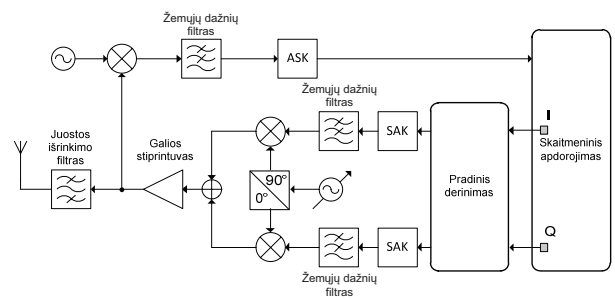 Žemųjų dažnių
filtras
ASK
Žemųjų dažnių
filtras
Juostos
išrinkimo
filtras
Galios
stiprintuvas
SAK
I
Skaitmeninis
apdorojimas
Pradinis
derinimas
90°
0°
Q
SAK
Žemųjų dažnių
filtras